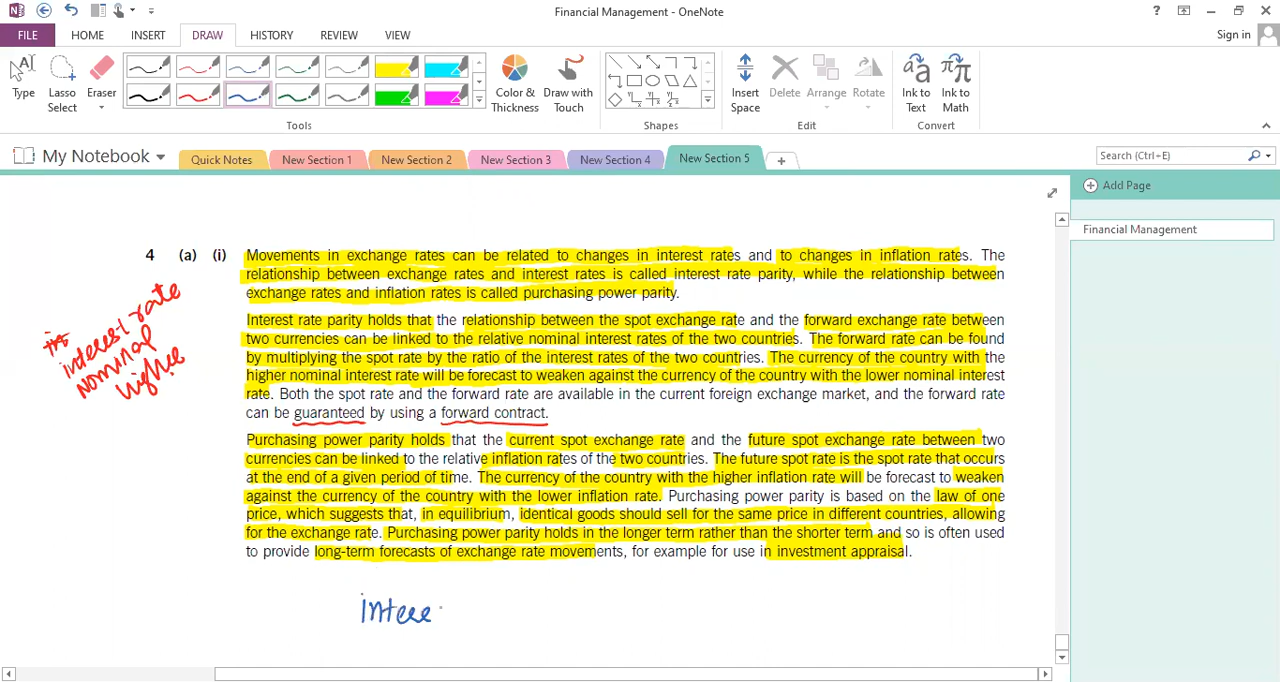 Financial Management - OneNote
?
FILE HOME INSERT DRAW HISTORY REVIEW VIEW
Sign in
Type
Lasso Select
Eraser
Color & Thickness
Draw with Touch
Insert Space
Delete
Arrange
Rotate
Ink to Text
Ink to Math
Tools
Shapes
Edit
Convert
My Notebook
Quick Notes
New Section 1
New Section 2
New Section 3
New Section 4
New Section 5
Search (Ctrl+E)
Add Page
Financial Management
4 (a) (i) Movements in exchange rates can be related to changes in interest rates and to changes in inflation rates. The
relationship between exchange rates and interest rates is called interest rate parity, while the relationship between
exchange rates and inflation rates is called purchasing power parity.
interest rate
nominal
higher
Interest rate parity holds that the relationship between the spot exchange rate and the forward exchange rate between
two currencies can be linked to the relative nominal interest rates of the two countries. The forward rate can be found
by multiplying the spot rate by the ratio of the interest rates of the two countries. The currency of the country with the
higher nominal interest rate will be forecast to weaken against the currency of the country with the lower nominal interest
rate. Both the spot rate and the forward rate are available in the current foreign exchange market, and the forward rate
can be guaranteed by using a forward contract.
Purchasing power parity holds that the current spot exchange rate and the future spot exchange rate between two
currencies can be linked to the relative inflation rates of the two countries. The future spot rate is the spot rate that occurs
at the end of a given period of time. The currency of the country with the higher inflation rate will be forecast to weaken
against the currency of the country with the lower inflation rate. Purchasing power parity is based on the law of one
price, which suggests that, in equilibrium, identical goods should sell for the same price in different countries, allowing
for the exchange rate. Purchasing power parity holds in the longer term rather than the shorter term and so is often used
to provide long-term forecasts of exchange rate movements, for example for use in investment appraisal.